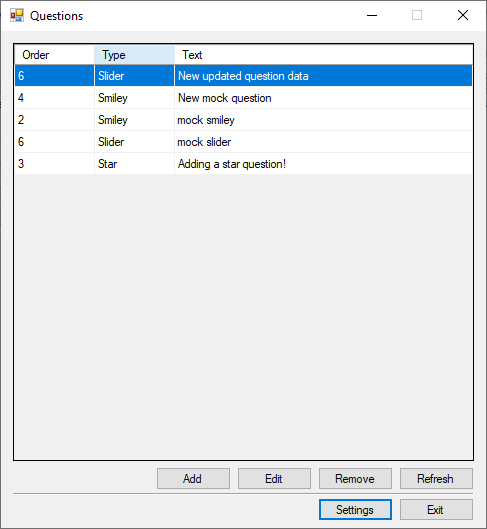 Questions
Order Type Text
6 Slider New updated question data
4 Smiley New mock question
2 Smiley mock smiley
6 Slider mock slider
3 Star Adding a star question!
Add Edit Remove Refresh
Settings Exit